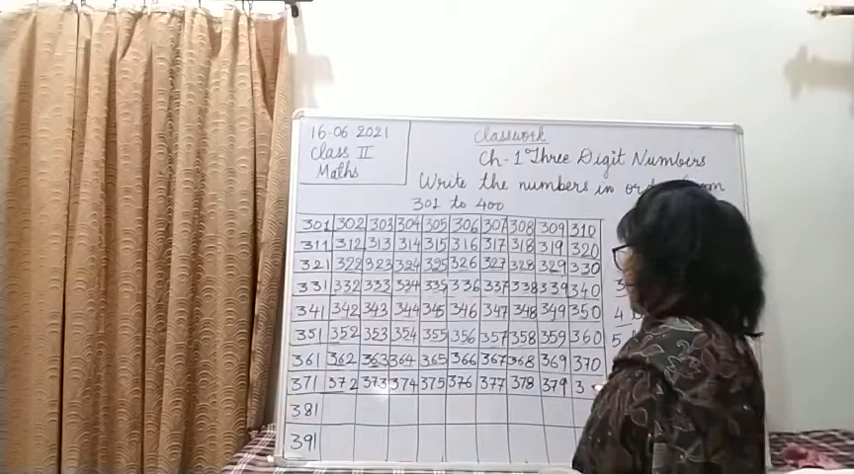 16.06 2021
Class II
Maths
Classwork
Ch-1 Three Digit Numbers
Write the numbers in
301 to 400
301 302 303 304 305 306 307 308 309 310
311 312 313 314 315 316 317 318 319 320
321 322 323 324 325 326 327 328 329 330
331 332 333 334 335 336 337 338 339 340
341 342 343 344 345 346 347 348 349 350
351 352 353 354 355 356 357 358 359 360
361 362 363 364 365 366 367 368 369 370
371 372 373 374 375 376 377 378 379
381
391